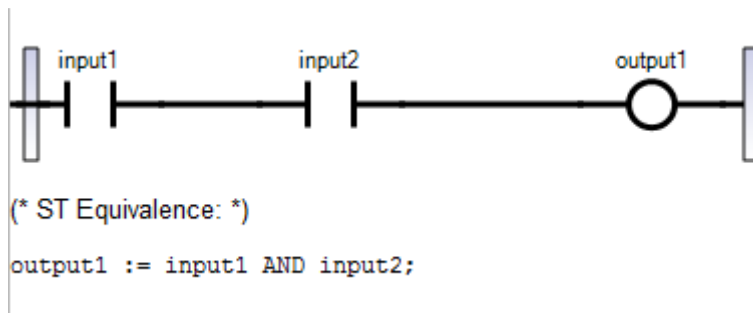 input1 input2 output1
(* ST Equivalence: *)
output1 := input1 AND input2;